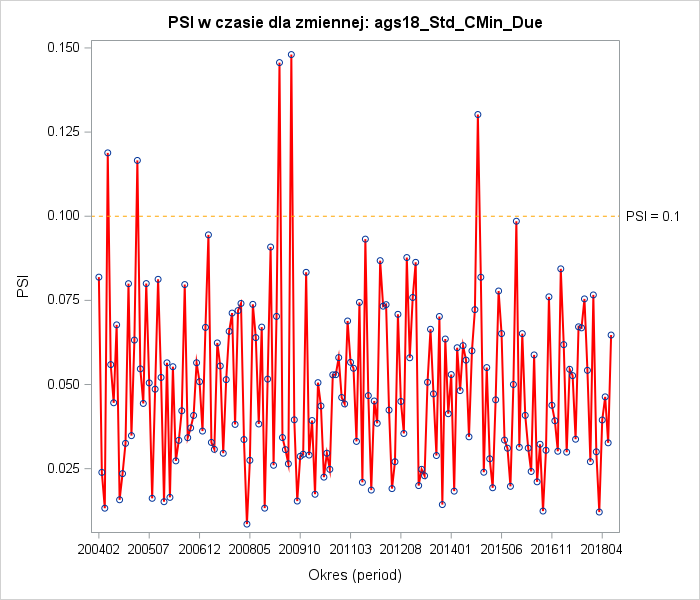 PSI w czasie dla zmiennej: ags18_Std_CMin_Due
0.150
0.125
0.100
0.075
0.050
0.025
PSI
PSI = 0.1
200402 200507 200612 200805 200910 201103 201208 201401 201506 201611 201804
Okres (period)